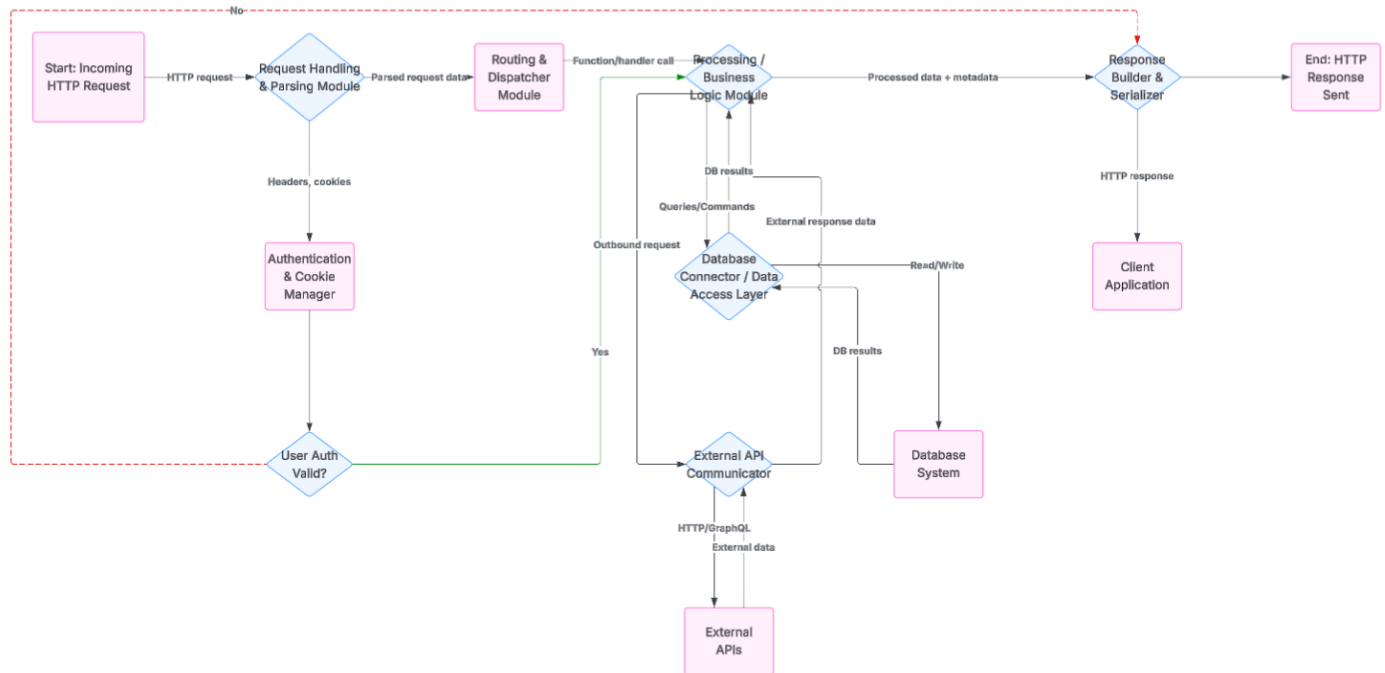 No
Start: Incoming
HTTP Request
HTTP request
Request Handling
& Parsing Module
Parsed request data
Routing &
Dispatcher
Module
Function/handler call
Processing /
Business
Logic Module
Processed data + metadata
Response
Builder &
Serializer
End: HTTP
Response
Sent
Headers, cookies
DB results
HTTP response
Queries/Commands
External response data
Outbound request
Authentication
& Cookie
Manager
Database
Connector / Data
Access Layer
Read/Write
Client
Application
Yes
DB results
User Auth
Valid?
External API
Communicator
Database
System
HTTP/GraphQL
External data
External
APIs